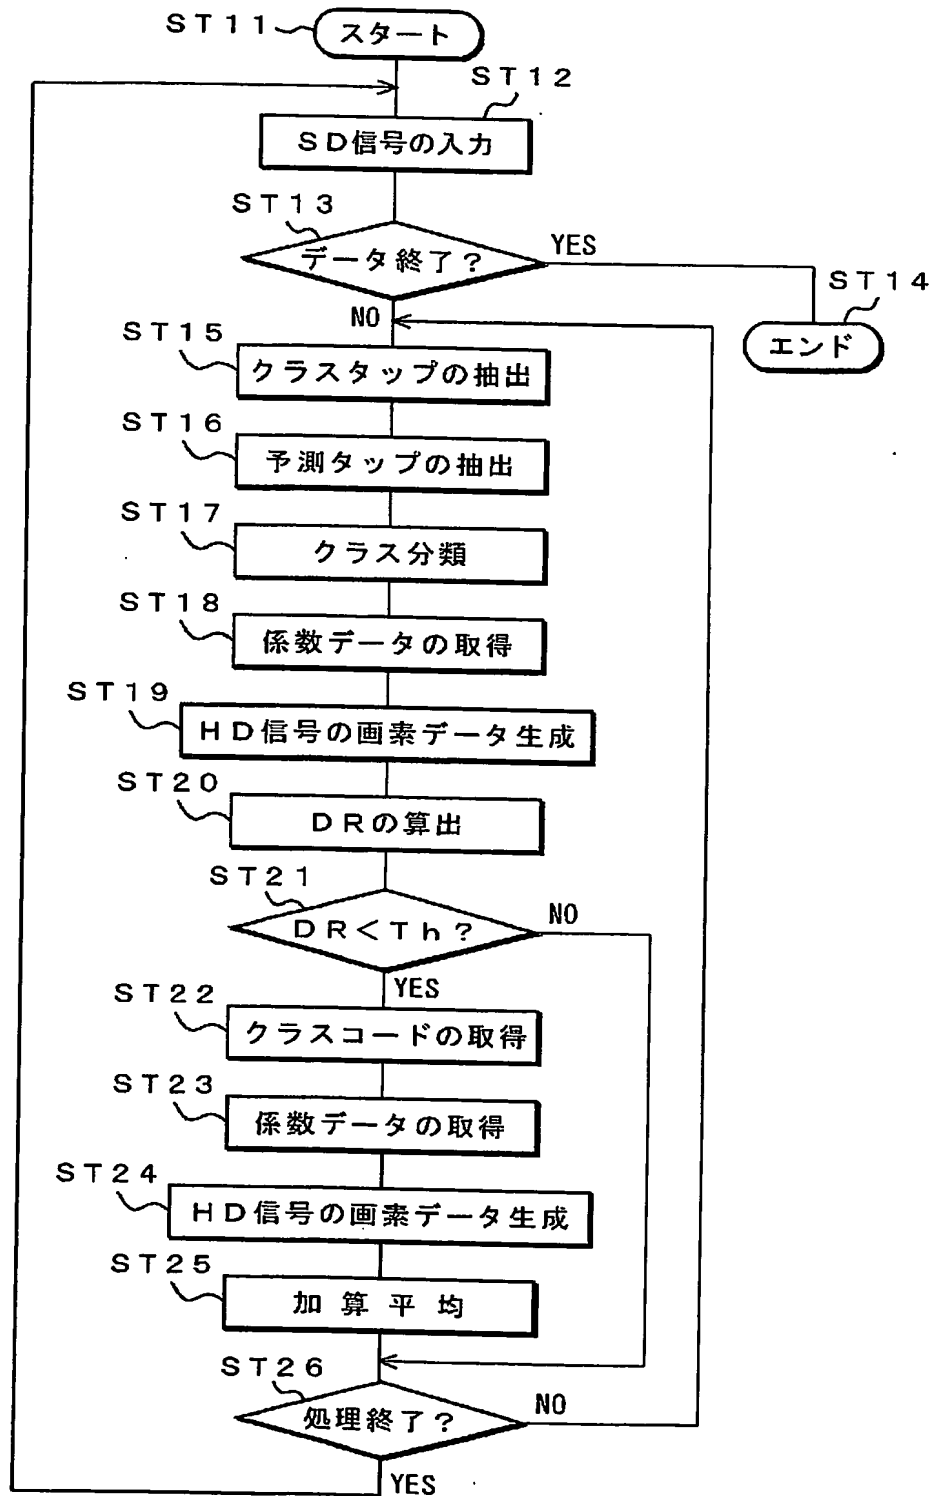 ST11
スタート
ST12
SD信号の入力
ST13
データ終了?
YES
ST14
エンド
NO
ST15
クラスタップの抽出
ST16
予測タップの抽出
ST17
クラス分類
ST18
係数データの取得
ST19
HD信号の画素データ生成
ST20
DRの算出
ST21
DR<Th?
NO
YES
ST22
クラスコードの取得
ST23
係数データの取得
ST24
HD信号の画素データ生成
ST25
加算平均
ST26
処理終了?
NO
YES